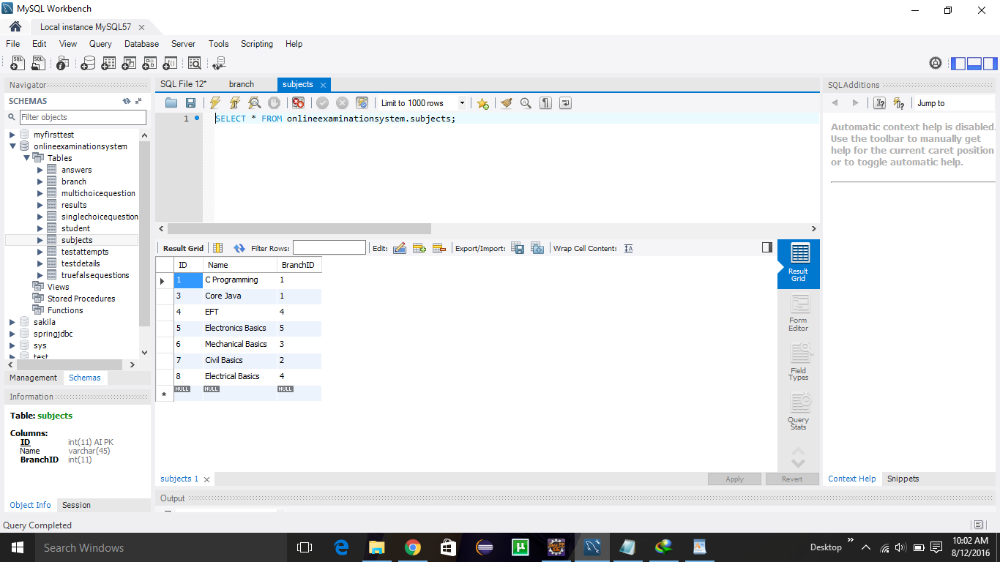 MySQL Workbench
Local instance MySQL57
File Edit View Query Database Server Tools Scripting Help
Navigator
SCHEMAS
Filter objects
myfirsttest
onlineexaminationsystem
Tables
answers
branch
multichoicequestion
results
singlechoicequestion
student
subjects
testattempts
testdetails
truefalsequestions
Views
Stored Procedures
Functions
sakila
springjdbc
sys
test
Management Schemas
Information
Table: subjects
Columns:
ID int(11) AI PK
Name varchar(45)
BranchID int(11)
Object Info Session
SQL File 12* branch subjects
Limit to 1000 rows
1 SELECT * FROM onlineexaminationsystem.subjects;
Result Grid Filter Rows: Edit: Export/Import: Wrap Cell Content:
ID Name BranchID
1 C Programming 1
3 Core Java 1
4 EFT 4
5 Electronics Basics 5
6 Mechanical Basics 3
7 Civil Basics 2
8 Electrical Basics 4
NULL NULL NULL
Result
Grid
Form
Editor
Field
Types
Query
Stats
subjects 1
Apply Revert
Output
SQLAdditions
Jump to
Automatic context help is disabled.
Use the toolbar to manually get
help for the current caret position
or to toggle automatic help.
Context Help Snippets
Query Completed
Search Windows
Desktop
10:02 AM
8/12/2016